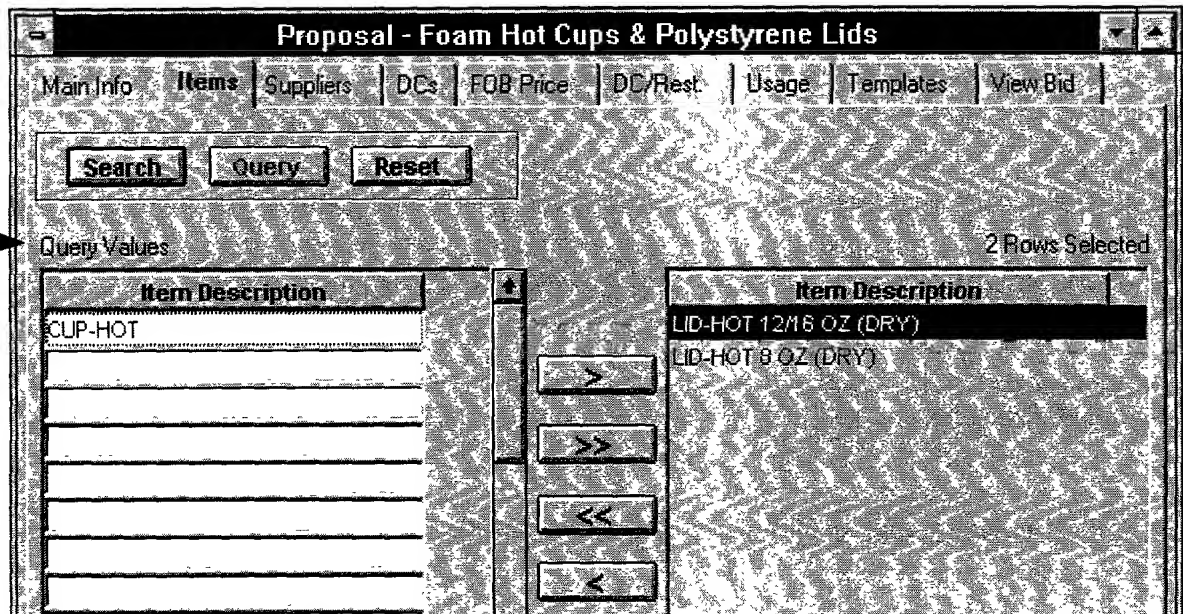 Proposal - Foam Hot Cups & Polystyrene Lids
Main Info Items Suppliers DCs FOB Price DC/Rest. Usage Templates View Bid
Search Query Reset
Query Values 2 Rows Selected
Item Description Item Description
CUP-HOT LID-HOT 12/16 OZ (DRY)
LID-HOT 8 OZ (DRY)
>
>>
<<
<